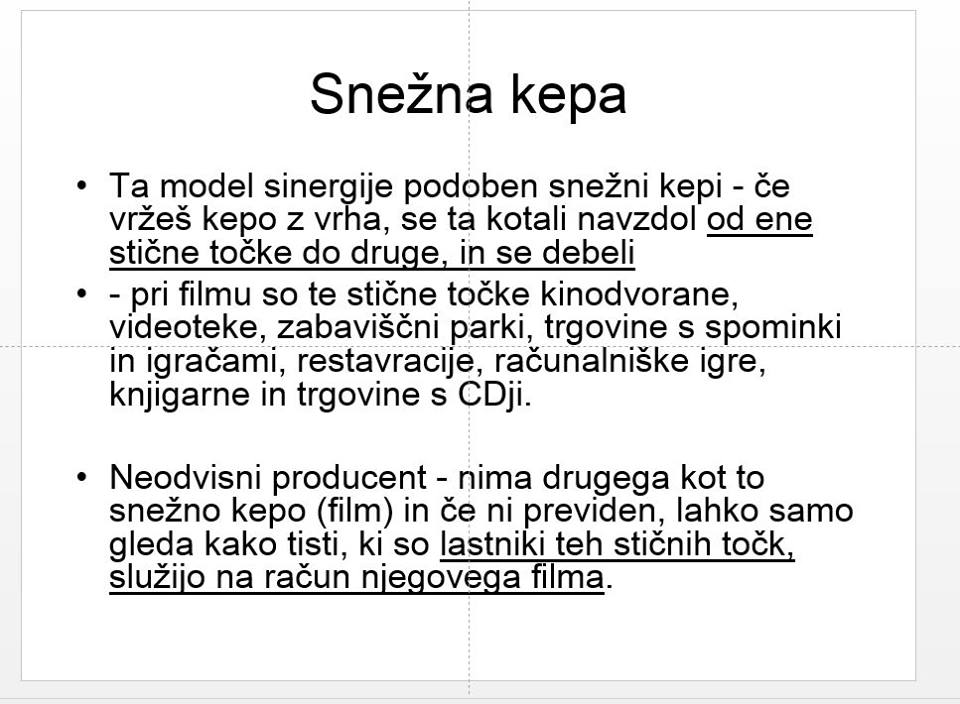 Snežna kepa
• Ta model sinergije podoben snežni kepi - če
vržeš kepo z vrha, se ta kotali navzdol od ene
stične točke do druge, in se debeli
• - pri filmu so te stične točke kinodvorane,
videoteke, zabaviščni parki, trgovine s spominki
in igračami, restavracije, računalniške igre,
knjigarne in trgovine s CDji.
• Neodvisni producent - nima drugega kot to
snežno kepo (film) in če ni previden, lahko samo
gleda kako tisti, ki so lastniki teh stičnih točk,
služijo na račun njegovega filma.